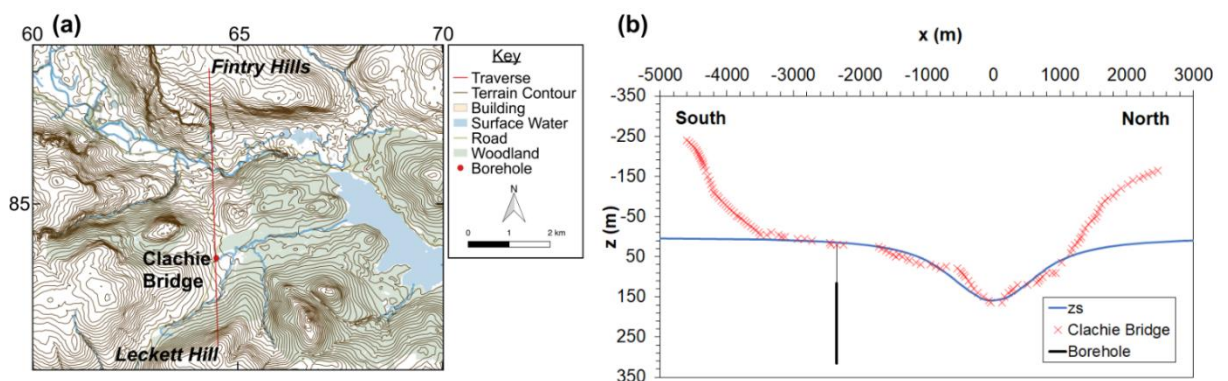 (a)
60
65
70
85
Fintry Hills
Clachie
Bridge
Leckett Hill
Key
Traverse
Terrain Contour
Building
Surface Water
Road
Woodland
Borehole
N
0 1 2 km
(b)
x (m)
-5000 -4000 -3000 -2000 -1000 0 1000 2000 3000
South
North
z (m)
-350
-250
-150
-50
50
150
250
350
zs
Clachie Bridge
Borehole